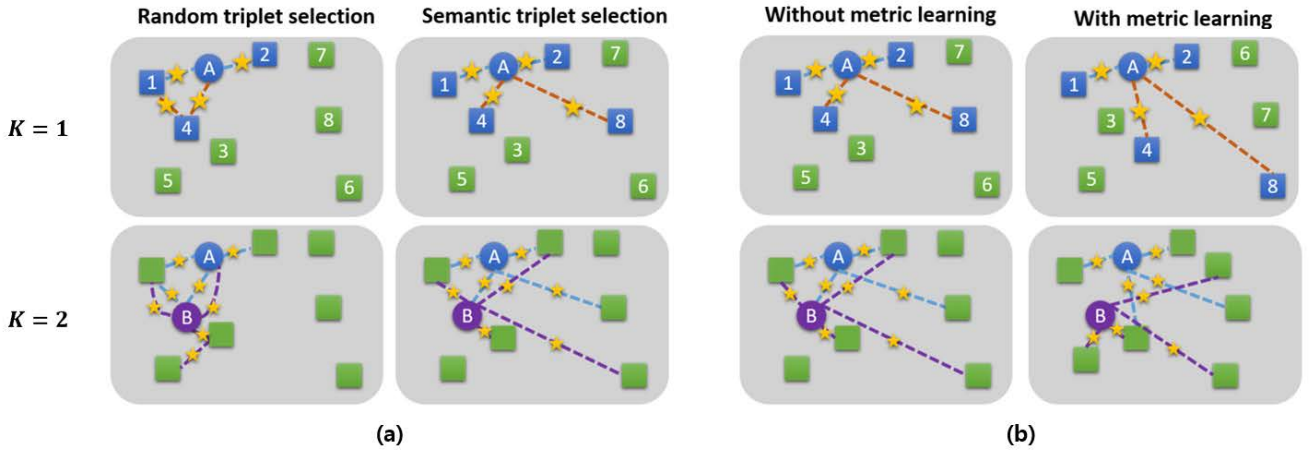 Random triplet selection
Semantic triplet selection
Without metric learning
With metric learning
K = 1
1 A 2 7 4 8 3 5 6
1 A 2 7 4 8 3 5 6
1 A 2 7 4 8 3 5 6
1 A 2 6 3 7 4 5 8
K = 2
A B
A B
A B
A B
(a)
(b)